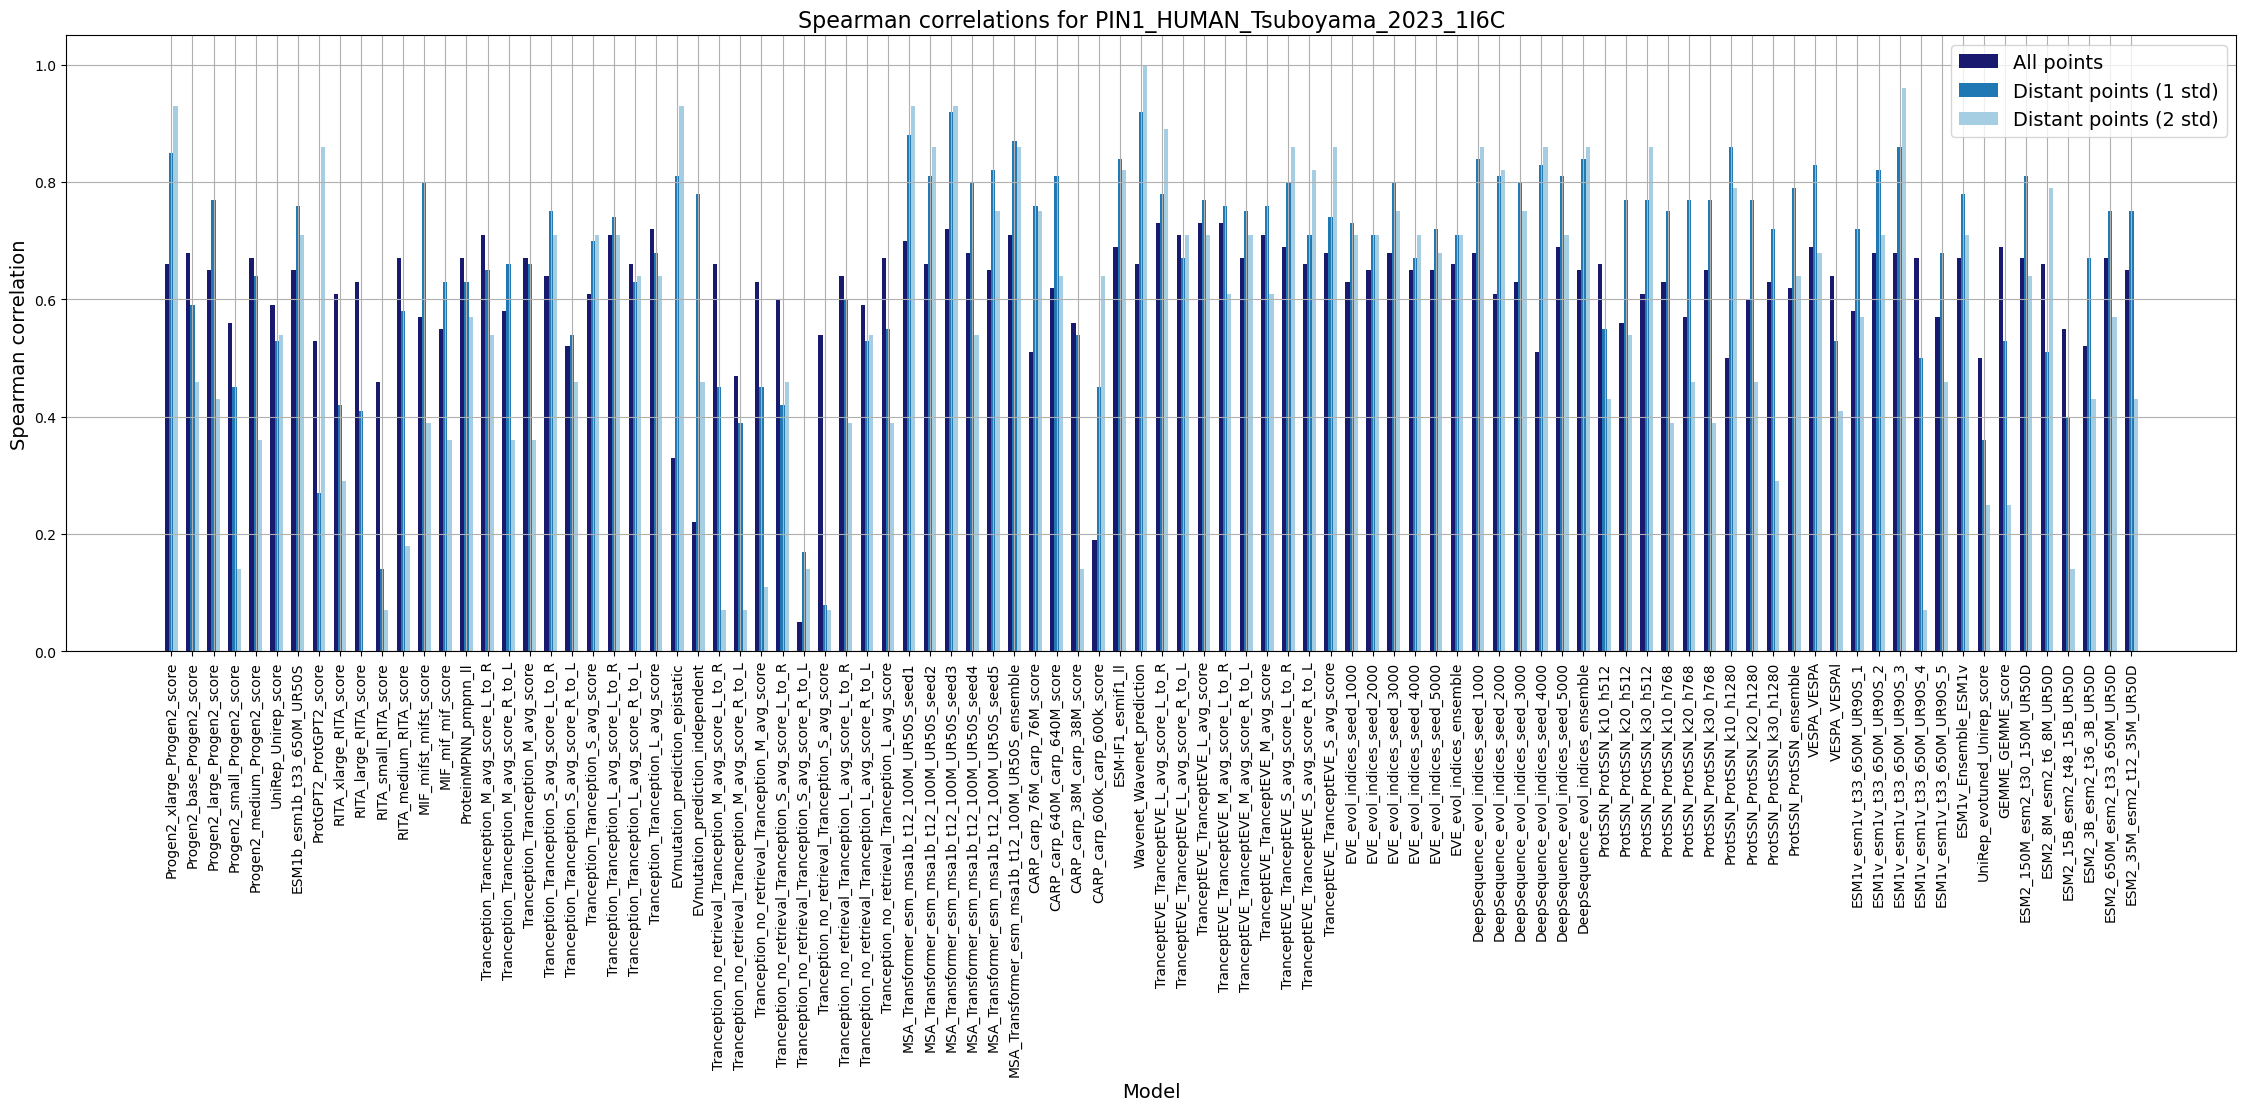 Spearman correlations for PIN1_HUMAN_Tsuboyama_2023_1I6C
All points
Distant points (1 std)
Distant points (2 std)
Spearman correlation
1.0
0.8
0.6
0.4
0.2
0.0
Progen2_xlarge_Progen2_score
Progen2_base_Progen2_score
Progen2_large_Progen2_score
Progen2_small_Progen2_score
Progen2_medium_Progen2_score
UniRep_Unirep_score
ESM1b_esm1b_t33_650M_UR50S
ProtGPT2_ProtGPT2_score
RITA_xlarge_RITA_score
RITA_large_RITA_score
RITA_small_RITA_score
RITA_medium_RITA_score
MIF_mifst_mifst_score
MIF_mif_mif_score
ProteinMPNN_pmpnn_ll
Tranception_Tranception_M_avg_score_L_to_R
Tranception_Tranception_M_avg_score_R_to_L
Tranception_Tranception_M_avg_score
Tranception_Tranception_S_avg_score_L_to_R
Tranception_Tranception_S_avg_score_R_to_L
Tranception_Tranception_S_avg_score
Tranception_Tranception_L_avg_score_L_to_R
Tranception_Tranception_L_avg_score_R_to_L
Tranception_Tranception_L_avg_score
EVmutation_prediction_epistatic
EVmutation_prediction_independent
Tranception_no_retrieval_Tranception_M_avg_score_L_to_R
Tranception_no_retrieval_Tranception_M_avg_score_R_to_L
Tranception_no_retrieval_Tranception_M_avg_score
Tranception_no_retrieval_Tranception_S_avg_score_L_to_R
Tranception_no_retrieval_Tranception_S_avg_score_R_to_L
Tranception_no_retrieval_Tranception_S_avg_score
Tranception_no_retrieval_Tranception_L_avg_score_L_to_R
Tranception_no_retrieval_Tranception_L_avg_score_R_to_L
Tranception_no_retrieval_Tranception_L_avg_score
MSA_Transformer_esm_msa1b_t12_100M_UR50S_seed1
MSA_Transformer_esm_msa1b_t12_100M_UR50S_seed2
MSA_Transformer_esm_msa1b_t12_100M_UR50S_seed3
MSA_Transformer_esm_msa1b_t12_100M_UR50S_seed4
MSA_Transformer_esm_msa1b_t12_100M_UR50S_seed5
MSA_Transformer_esm_msa1b_t12_100M_UR50S_ensemble
CARP_carp_76M_carp_76M_score
CARP_carp_640M_carp_640M_score
CARP_carp_38M_carp_38M_score
CARP_carp_600k_carp_600k_score
ESM-IF1_esmif1_ll
Wavenet_Wavenet_prediction
TranceptEVE_TranceptEVE_L_avg_score_L_to_R
TranceptEVE_TranceptEVE_L_avg_score_R_to_L
TranceptEVE_TranceptEVE_L_avg_score
TranceptEVE_TranceptEVE_M_avg_score_L_to_R
TranceptEVE_TranceptEVE_M_avg_score_R_to_L
TranceptEVE_TranceptEVE_M_avg_score
TranceptEVE_TranceptEVE_S_avg_score_L_to_R
TranceptEVE_TranceptEVE_S_avg_score_R_to_L
TranceptEVE_TranceptEVE_S_avg_score
EVE_evol_indices_seed_1000
EVE_evol_indices_seed_2000
EVE_evol_indices_seed_3000
EVE_evol_indices_seed_4000
EVE_evol_indices_seed_5000
EVE_evol_indices_ensemble
DeepSequence_evol_indices_seed_1000
DeepSequence_evol_indices_seed_2000
DeepSequence_evol_indices_seed_3000
DeepSequence_evol_indices_seed_4000
DeepSequence_evol_indices_seed_5000
DeepSequence_evol_indices_ensemble
ProtSSN_ProtSSN_k10_h512
ProtSSN_ProtSSN_k20_h512
ProtSSN_ProtSSN_k30_h512
ProtSSN_ProtSSN_k10_h768
ProtSSN_ProtSSN_k20_h768
ProtSSN_ProtSSN_k30_h768
ProtSSN_ProtSSN_k10_h1280
ProtSSN_ProtSSN_k20_h1280
ProtSSN_ProtSSN_k30_h1280
ProtSSN_ProtSSN_ensemble
VESPA_VESPA
VESPA_VESPAl
ESM1v_esm1v_t33_650M_UR90S_1
ESM1v_esm1v_t33_650M_UR90S_2
ESM1v_esm1v_t33_650M_UR90S_3
ESM1v_esm1v_t33_650M_UR90S_4
ESM1v_esm1v_t33_650M_UR90S_5
ESM1v_Ensemble_ESM1v
UniRep_evotuned_Unirep_score
GEMME_GEMME_score
ESM2_150M_esm2_t30_150M_UR50D
ESM2_8M_esm2_t6_8M_UR50D
ESM2_15B_esm2_t48_15B_UR50D
ESM2_3B_esm2_t36_3B_UR50D
ESM2_650M_esm2_t33_650M_UR50D
ESM2_35M_esm2_t12_35M_UR50D
Model